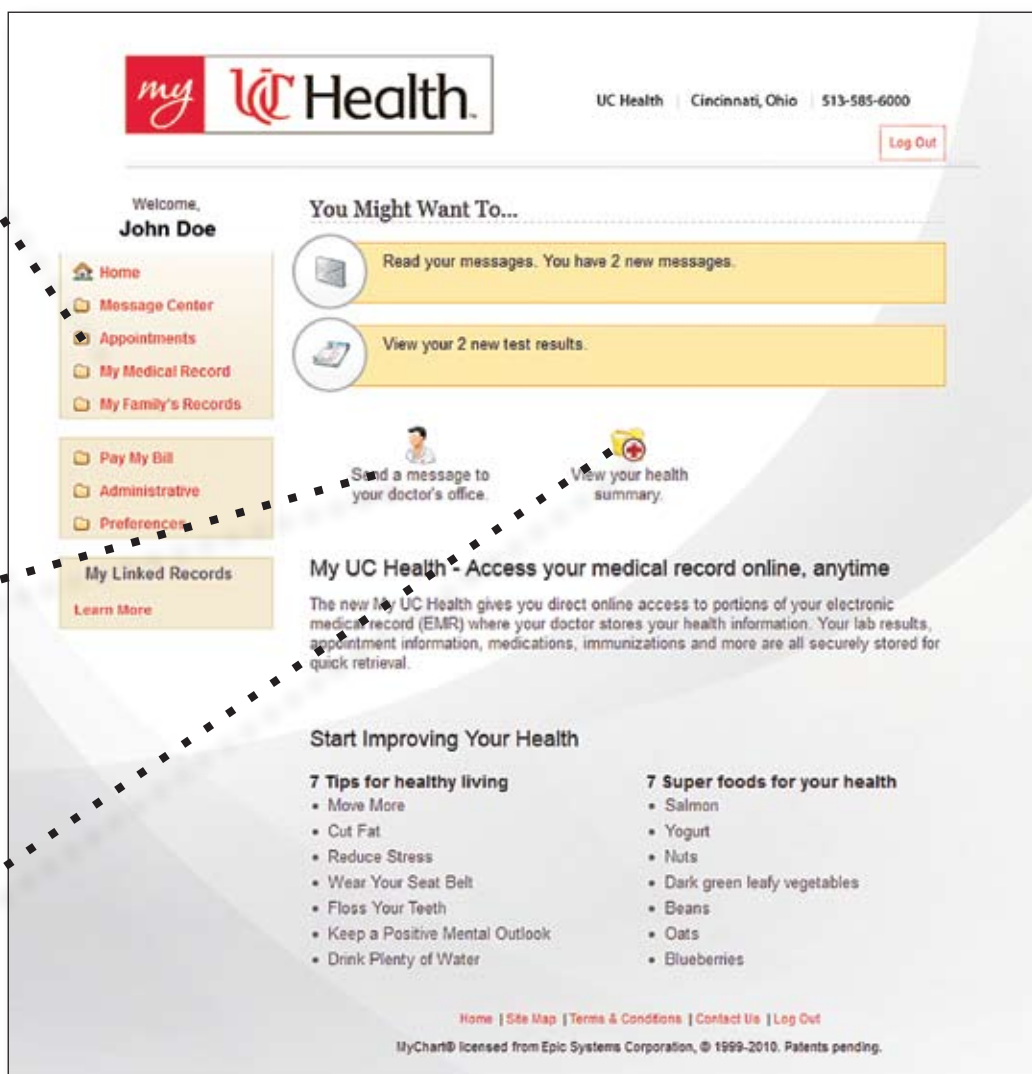 my UC Health™
UC Health | Cincinnati, Ohio | 513-585-6000
Log Out
Welcome,
John Doe
Home
Message Center
Appointments
My Medical Record
My Family's Records
Pay My Bill
Administrative
Preferences
My Linked Records
Learn More
You Might Want To...
Read your messages. You have 2 new messages.
View your 2 new test results.
Send a message to
your doctor's office.
View your health
summary.
My UC Health - Access your medical record online, anytime
The new My UC Health gives you direct online access to portions of your electronic
medical record (EMR) where your doctor stores your health information. Your lab results,
appointment information, medications, immunizations and more are all securely stored for
quick retrieval.
Start Improving Your Health
7 Tips for healthy living
• Move More
• Cut Fat
• Reduce Stress
• Wear Your Seat Belt
• Floss Your Teeth
• Keep a Positive Mental Outlook
• Drink Plenty of Water
7 Super foods for your health
• Salmon
• Yogurt
• Nuts
• Dark green leafy vegetables
• Beans
• Oats
• Blueberries
Home | Site Map | Terms & Conditions | Contact Us | Log Out
MyChart® licensed from Epic Systems Corporation, © 1999-2010. Patents pending.